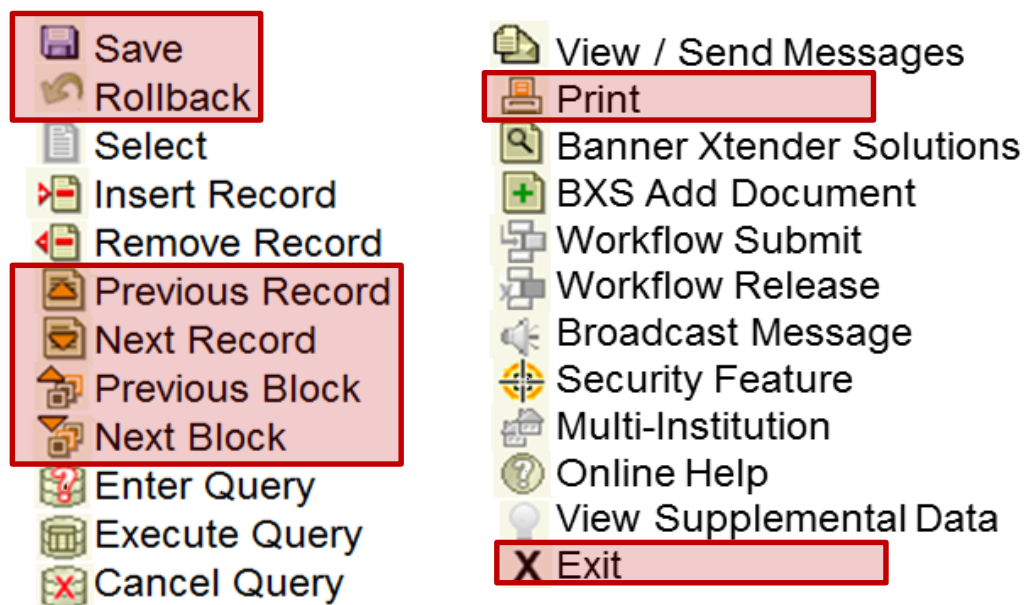 Save
Rollback
Select
Insert Record
Remove Record
Previous Record
Next Record
Previous Block
Next Block
Enter Query
Execute Query
Cancel Query
View / Send Messages
Print
Banner Xtender Solutions
BXS Add Document
Workflow Submit
Workflow Release
Broadcast Message
Security Feature
Multi-Institution
Online Help
View Supplemental Data
X Exit